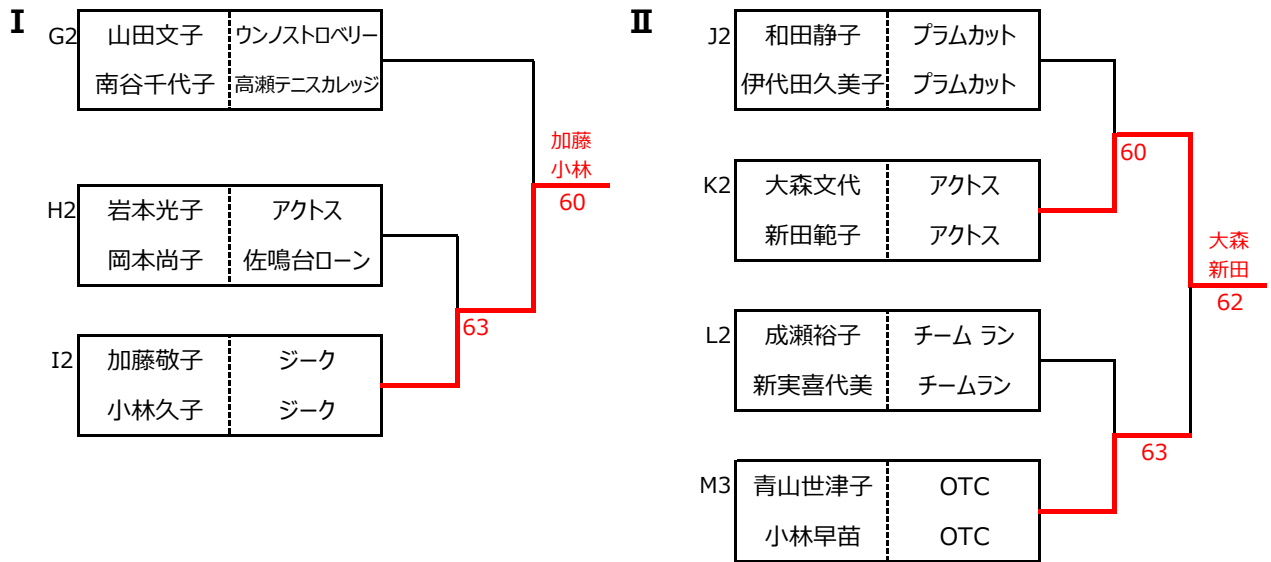 Ⅰ
G2 山田文子 ウンノストロベリー
南谷千代子 高瀬テニスカレッジ
加藤
小林
60
H2 岩本光子 アクトス
岡本尚子 佐鳴台ローン
63
I2 加藤敬子 ジーク
小林久子 ジーク
Ⅱ
J2 和田静子 プラムカット
伊代田久美子 プラムカット
60
K2 大森文代 アクトス
新田範子 アクトス
大森
新田
62
L2 成瀬裕子 チーム ラン
新実喜代美 チームラン
63
M3 青山世津子 OTC
小林早苗 OTC